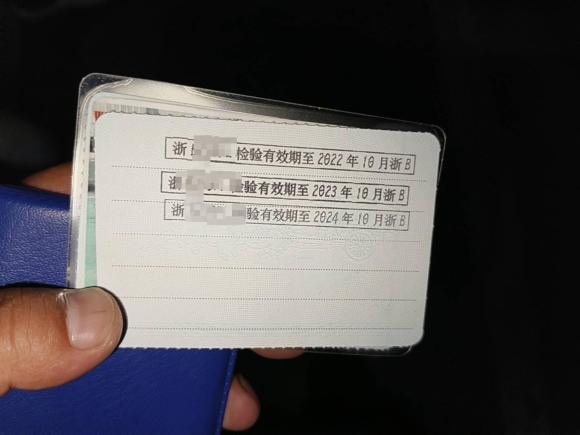 浙 检验有效期至 2022 年 10 月浙 B
浙 检验有效期至 2023 年 10 月浙 B
浙 验有效期至 2024 年 10 月浙 B